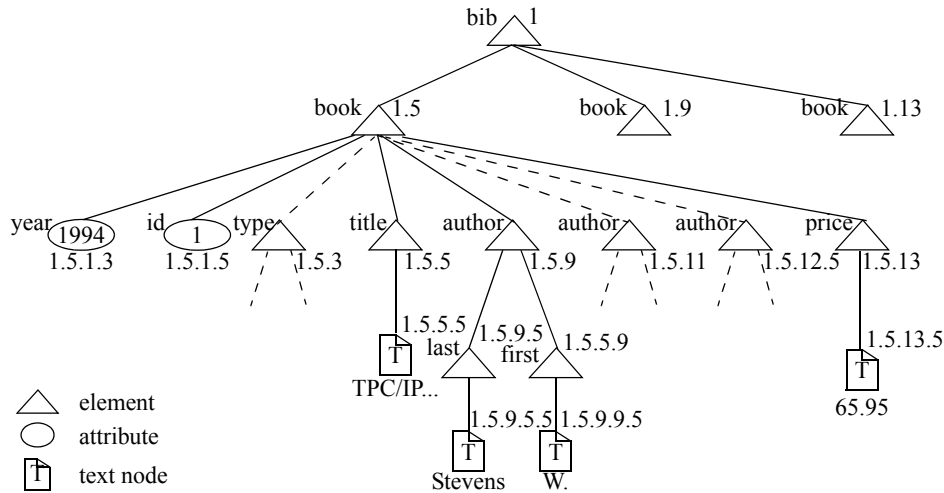 bib 1
book 1.5 book 1.9 book 1.13
year 1994 id 1 type title author author author price
1.5.1.3 1.5.1.5 1.5.3 1.5.5 1.5.9 1.5.11 1.5.12.5 1.5.13
1.5.5.5 1.5.9.5 1.5.5.9 1.5.13.5
T last first T
TPC/IP... 65.95
element
attribute
1.5.9.5.5 1.5.9.9.5
T text node T T
Stevens W.